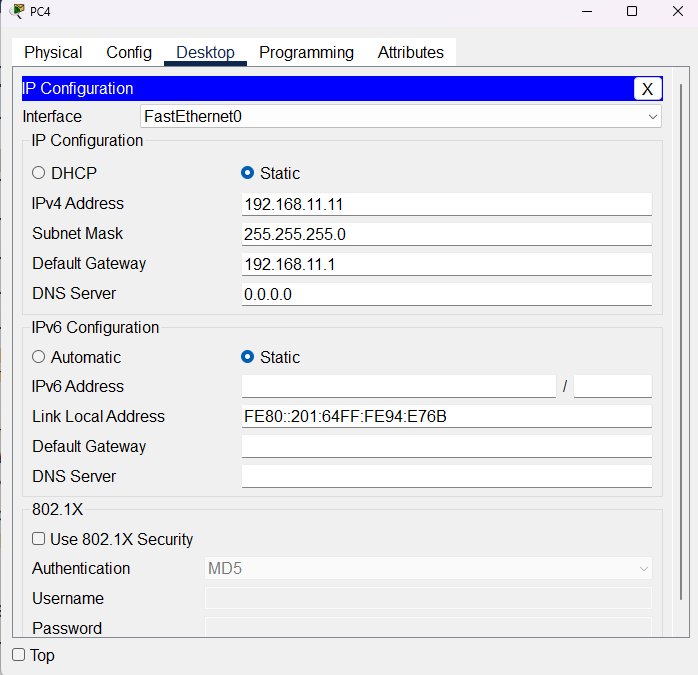 PC4
Physical Config Desktop Programming Attributes
IP Configuration X
Interface FastEthernet0
IP Configuration
DHCP Static
IPv4 Address 192.168.11.11
Subnet Mask 255.255.255.0
Default Gateway 192.168.11.1
DNS Server 0.0.0.0
IPv6 Configuration
Automatic Static
IPv6 Address /
Link Local Address FE80::201:64FF:FE94:E76B
Default Gateway
DNS Server
802.1X
Use 802.1X Security
Authentication MD5
Username
Password
Top